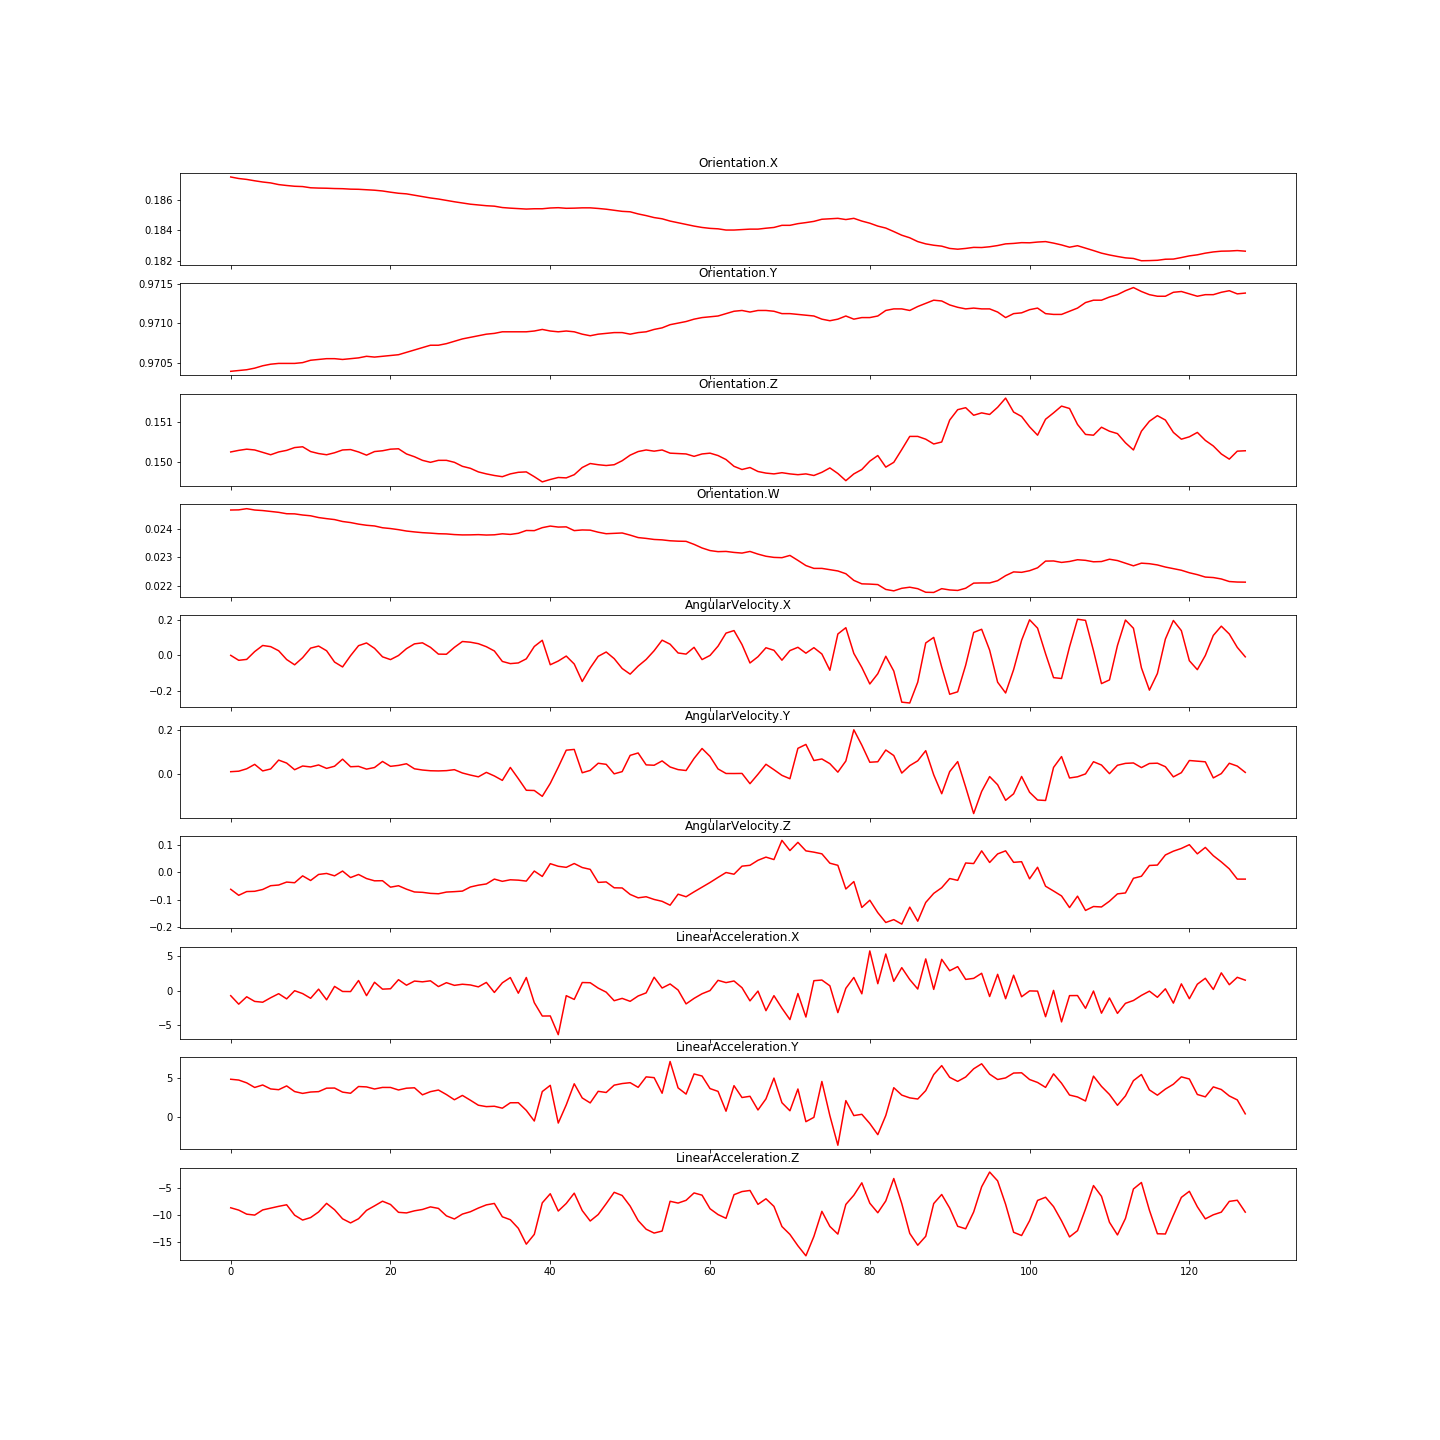 Orientation.X
0.186
0.184
0.182
Orientation.Y
0.9715
0.9710
0.9705
Orientation.Z
0.151
0.150
Orientation.W
0.024
0.023
0.022
AngularVelocity.X
0.2
0.0
−0.2
AngularVelocity.Y
0.2
0.0
AngularVelocity.Z
0.1
0.0
−0.1
−0.2
LinearAcceleration.X
5
0
−5
LinearAcceleration.Y
5
0
LinearAcceleration.Z
−5
−10
−15
0 20 40 60 80 100 120